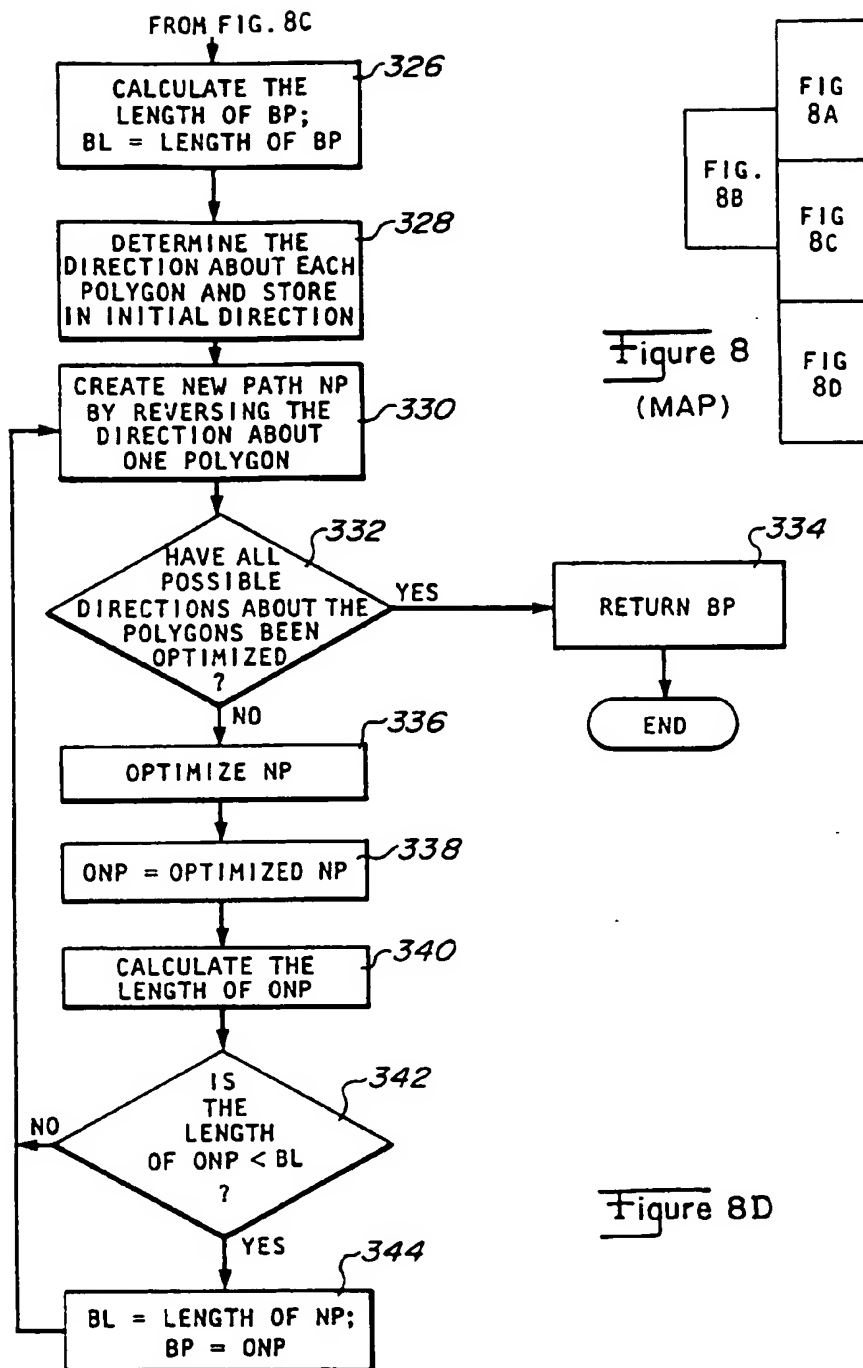 FROM FIG. 8C
326
CALCULATE THE
LENGTH OF BP;
BL = LENGTH OF BP
328
DETERMINE THE
DIRECTION ABOUT EACH
POLYGON AND STORE
IN INITIAL DIRECTION
330
CREATE NEW PATH NP
BY REVERSING THE
DIRECTION ABOUT
ONE POLYGON
332
HAVE ALL
POSSIBLE
DIRECTIONS ABOUT THE
POLYGONS BEEN
OPTIMIZED
?
YES
334
RETURN BP
END
NO
336
OPTIMIZE NP
338
ONP = OPTIMIZED NP
340
CALCULATE THE
LENGTH OF ONP
342
IS
THE
LENGTH
OF ONP < BL
?
NO
YES
344
BL = LENGTH OF NP;
BP = ONP
FIG
8A
FIG.
8B
FIG
8C
FIG
8D
Figure 8
(MAP)
Figure 8D